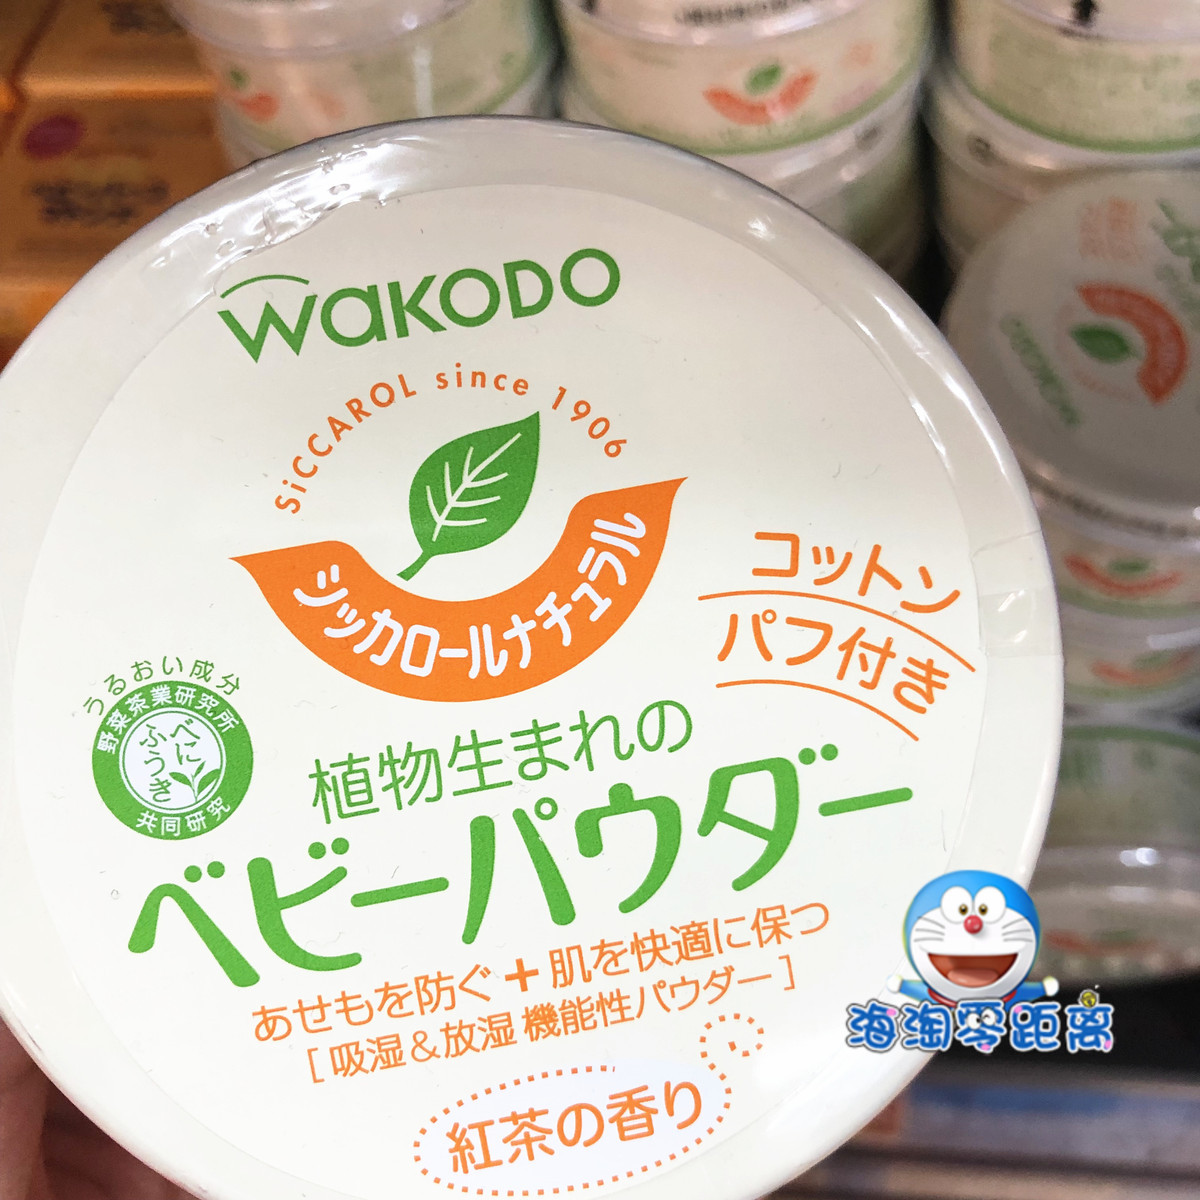 WAKODO
SiCCAROL since 1906
シッカロールナチュラル
コットン
パフ付き
うるおい成分
野菜茶業研究所
べに
ふうき
共同研究
植物生まれの
ベビーパウダー
あせもを防ぐ+肌を快適に保つ
[吸湿&放湿 機能性パウダー]
紅茶の香り
海淘零距离